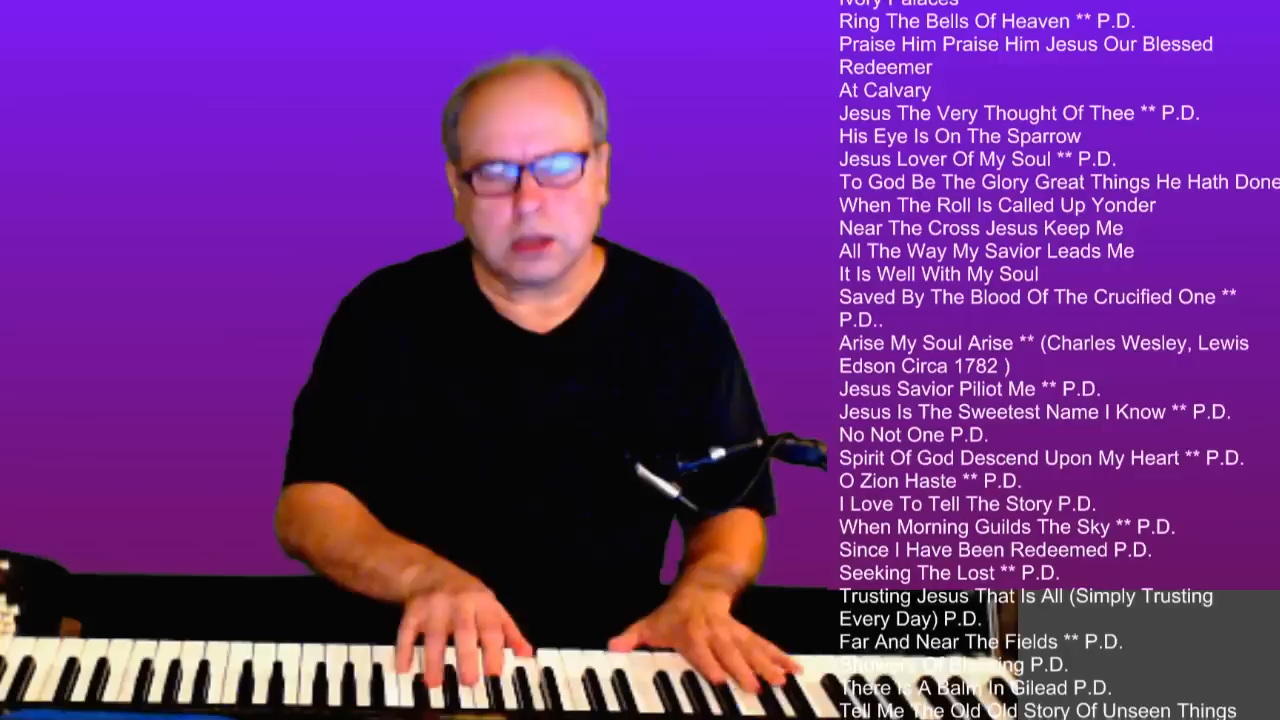 Ivory Palaces
Ring The Bells Of Heaven ** P.D.
Praise Him Praise Him Jesus Our Blessed
Redeemer
At Calvary
Jesus The Very Thought Of Thee ** P.D.
His Eye Is On The Sparrow
Jesus Lover Of My Soul ** P.D.
To God Be The Glory Great Things He Hath Done
When The Roll Is Called Up Yonder
Near The Cross Jesus Keep Me
All The Way My Savior Leads Me
It Is Well With My Soul
Saved By The Blood Of The Crucified One **
P.D..
Arise My Soul Arise ** (Charles Wesley, Lewis
Edson Circa 1782 )
Jesus Savior Piliot Me ** P.D.
Jesus Is The Sweetest Name I Know ** P.D.
No Not One P.D.
Spirit Of God Descend Upon My Heart ** P.D.
O Zion Haste ** P.D.
I Love To Tell The Story P.D.
When Morning Guilds The Sky ** P.D.
Since I Have Been Redeemed P.D.
Seeking The Lost ** P.D.
Trusting Jesus That Is All (Simply Trusting
Every Day) P.D.
Far And Near The Fields ** P.D.
Showers Of Blessing P.D.
There Is A Balm In Gilead P.D.
Tell Me The Old Old Story Of Unseen Things